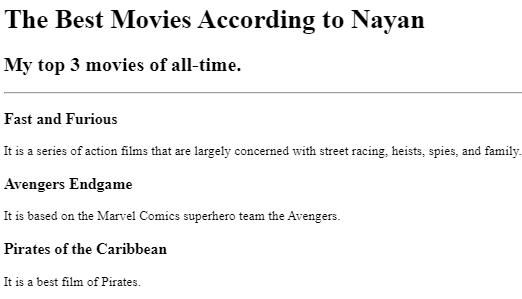 The Best Movies According to Nayan
My top 3 movies of all-time.
Fast and Furious
It is a series of action films that are largely concerned with street racing, heists, spies, and family.
Avengers Endgame
It is based on the Marvel Comics superhero team the Avengers.
Pirates of the Caribbean
It is a best film of Pirates.